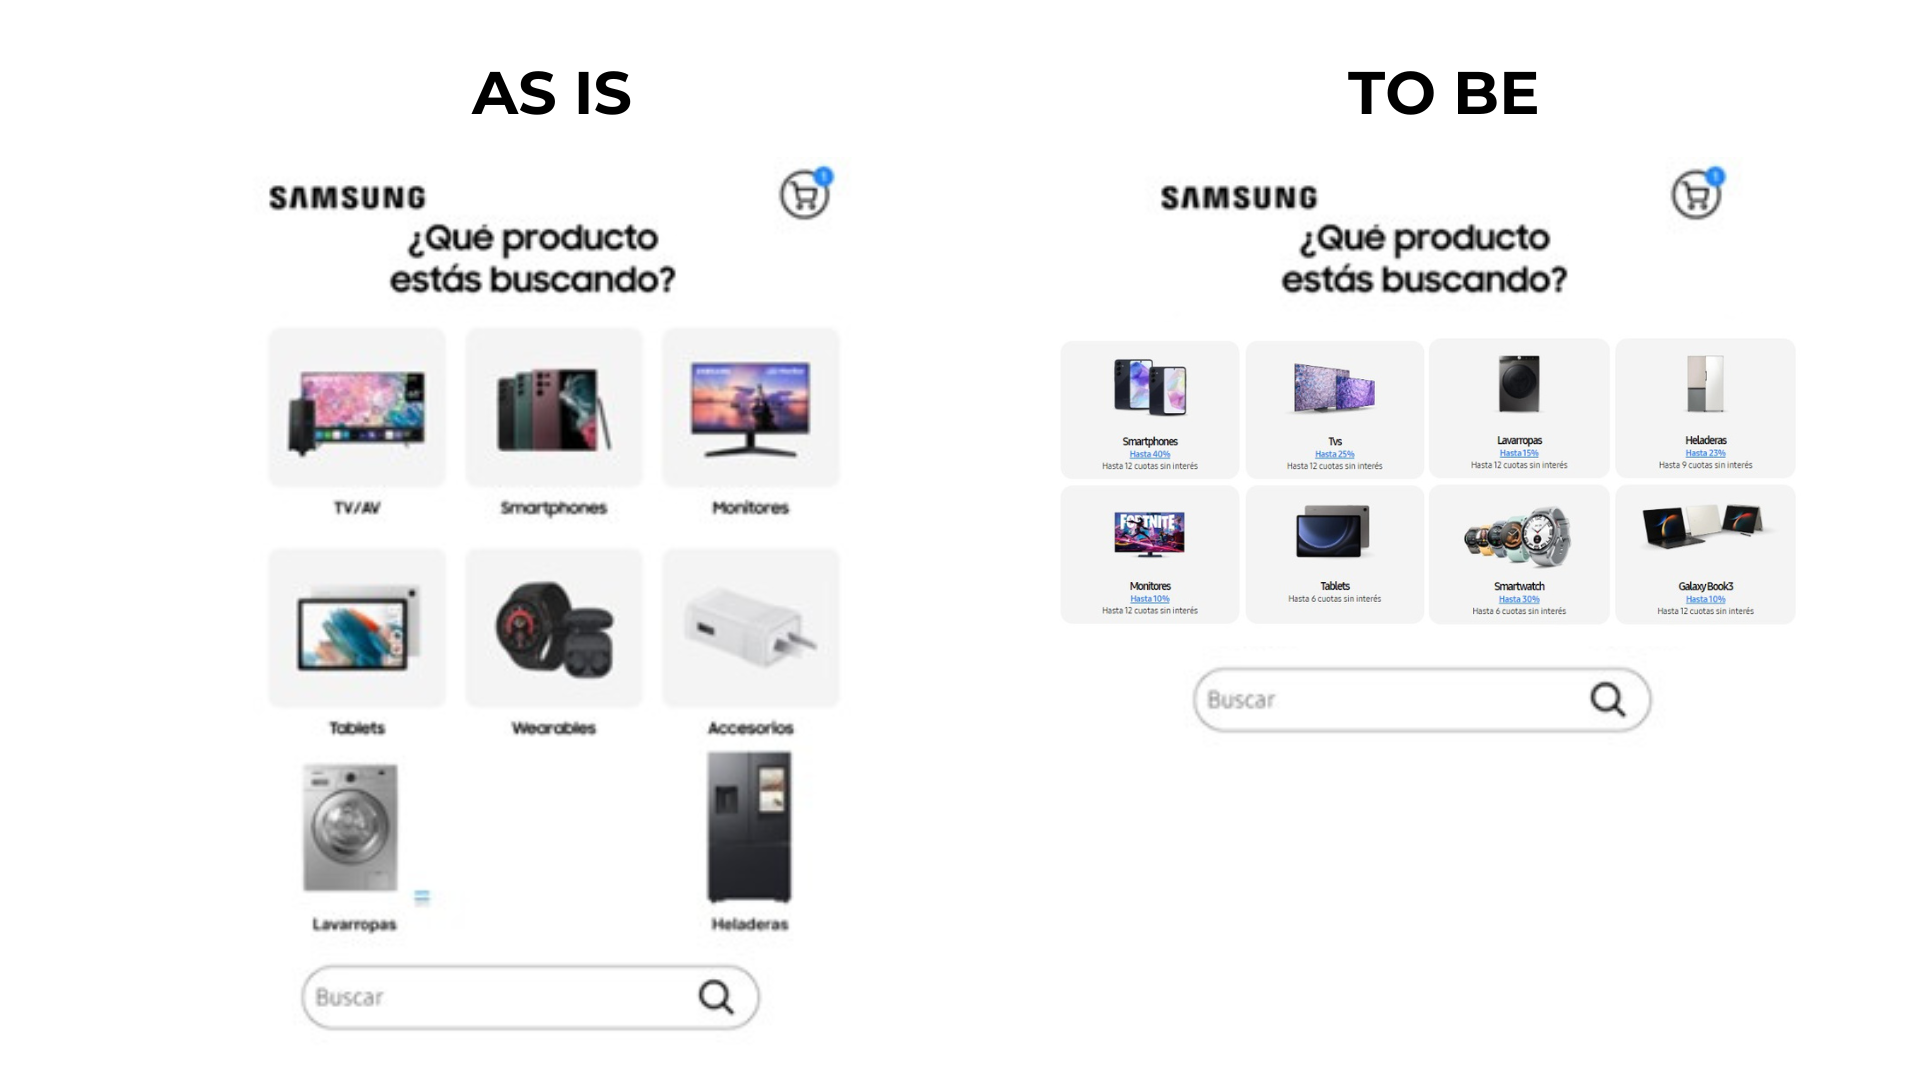 AS IS
SAMSUNG
1
¿Qué producto
estás buscando?
TV/AV
Smartphones
Monitores
Tablets
Wearables
Accesorios
Lavarropas
Heladeras
Buscar
TO BE
SAMSUNG
1
¿Qué producto
estás buscando?
Smartphones
Hasta 40%
Hasta 12 cuotas sin interés
Tvs
Hasta 25%
Hasta 12 cuotas sin interés
Lavarropas
Hasta 15%
Hasta 12 cuotas sin interés
Heladeras
Hasta 23%
Hasta 9 cuotas sin interés
FORTNITE
Monitores
Hasta 10%
Hasta 12 cuotas sin interés
Tablets
Hasta 6 cuotas sin interés
Smartwatch
Hasta 30%
Hasta 6 cuotas sin interés
Galaxy Book3
Hasta 10%
Hasta 12 cuotas sin interés
Buscar